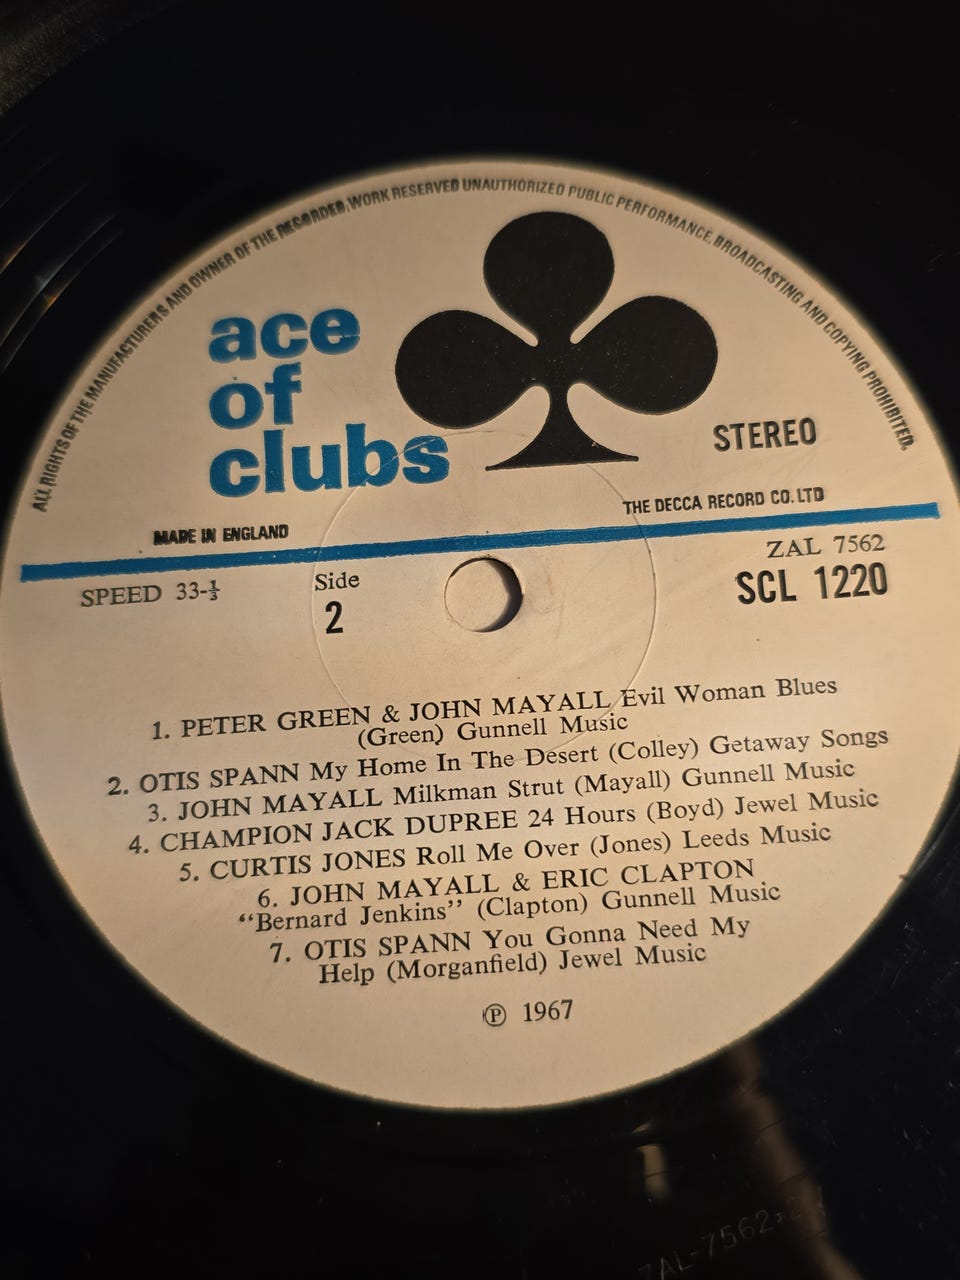 ALL RIGHTS OF THE MANUFACTURERS AND OWNER OF THE RECORDED WORK RESERVED UNAUTHORIZED PUBLIC PERFORMANCE, BROADCASTING AND COPYING PROHIBITED.
ace
of
clubs
STEREO
MADE IN ENGLAND
THE DECCA RECORD CO. LTD
SPEED 33-⅓
Side
2
ZAL 7562
SCL 1220
1. PETER GREEN & JOHN MAYALL Evil Woman Blues
(Green) Gunnell Music
2. OTIS SPANN My Home In The Desert (Colley) Getaway Songs
3. JOHN MAYALL Milkman Strut (Mayall) Gunnell Music
4. CHAMPION JACK DUPREE 24 Hours (Boyd) Jewel Music
5. CURTIS JONES Roll Me Over (Jones) Leeds Music
6. JOHN MAYALL & ERIC CLAPTON
“Bernard Jenkins” (Clapton) Gunnell Music
7. OTIS SPANN You Gonna Need My
Help (Morganfield) Jewel Music
Ⓟ 1967